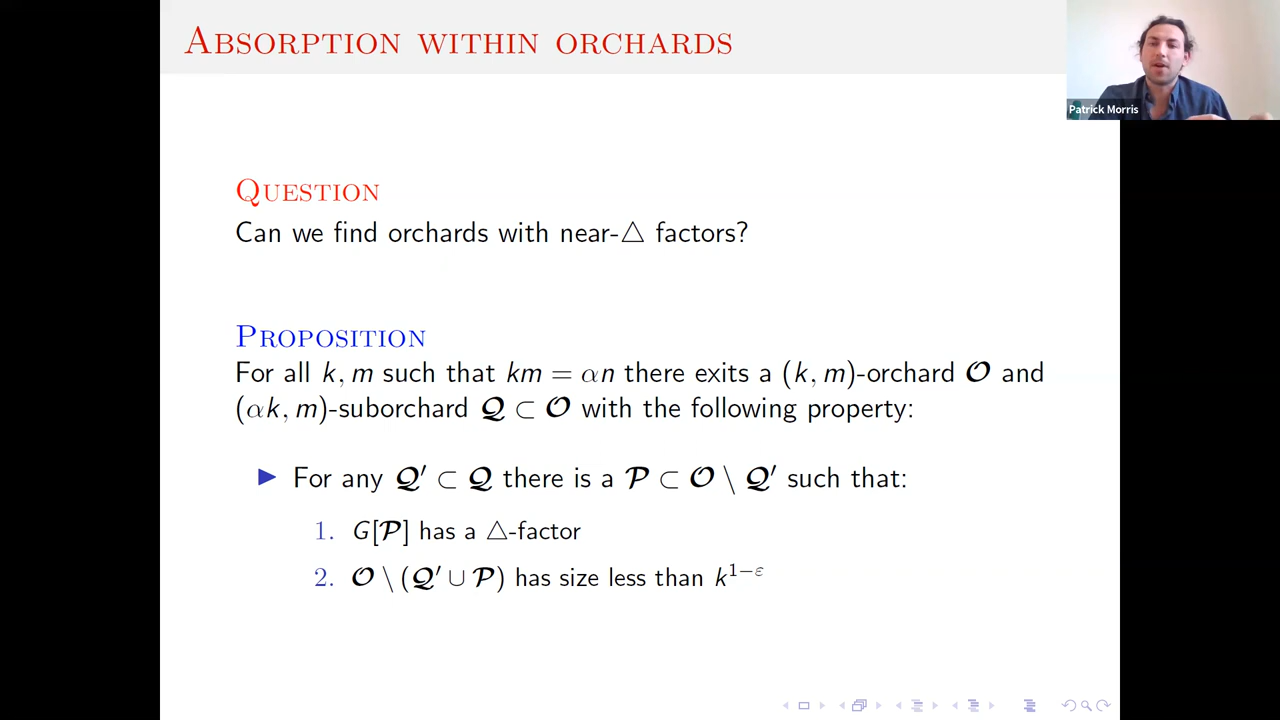 ABSORPTION WITHIN ORCHARDS
Patrick Morris
QUESTION
Can we find orchards with near-△ factors?
PROPOSITION
For all k, m such that km = αn there exits a (k, m)-orchard 𝓞 and
(αk, m)-suborchard 𝓠 ⊂ 𝓞 with the following property:
▶ For any 𝓠′ ⊂ 𝓠 there is a 𝓟 ⊂ 𝓞 \ 𝓠′ such that:
1. G[𝓟] has a △-factor
2. 𝓞 \ (𝓠′ ∪ 𝓟) has size less than k^{1−ε}